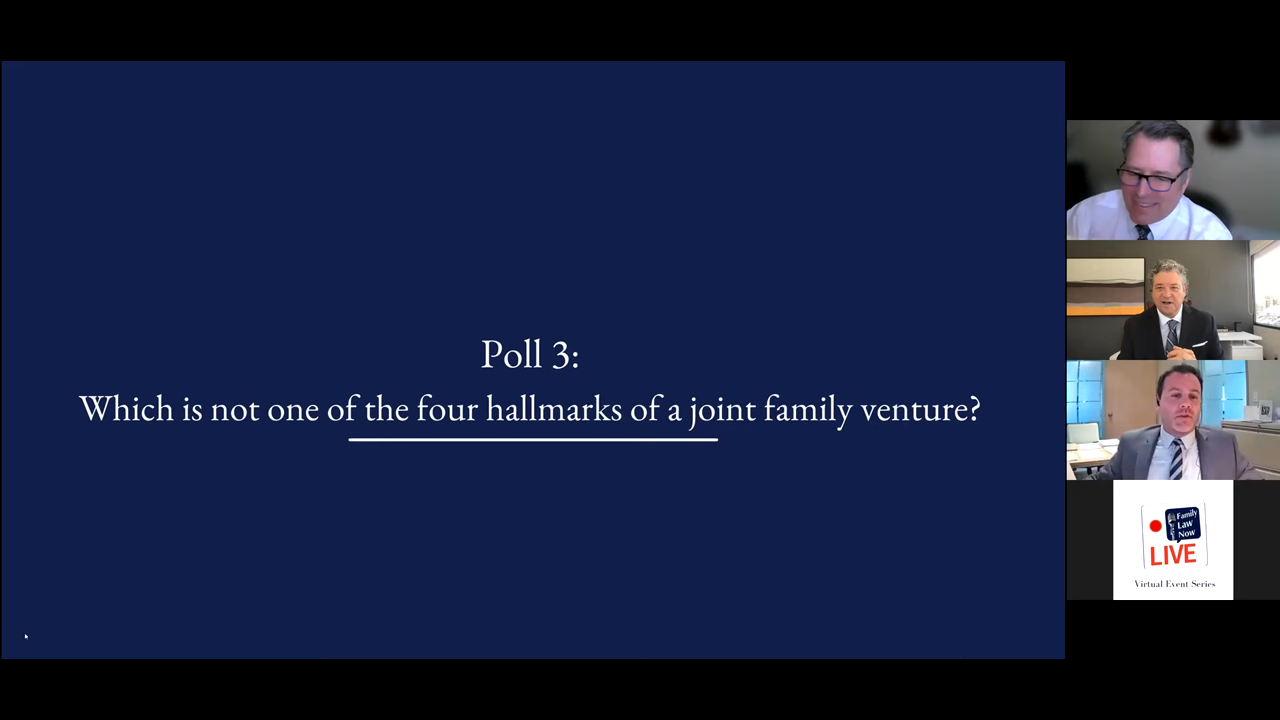 Poll 3:
Which is not one of the four hallmarks of a joint family venture?
Family
Law
Now
LIVE
Virtual Event Series